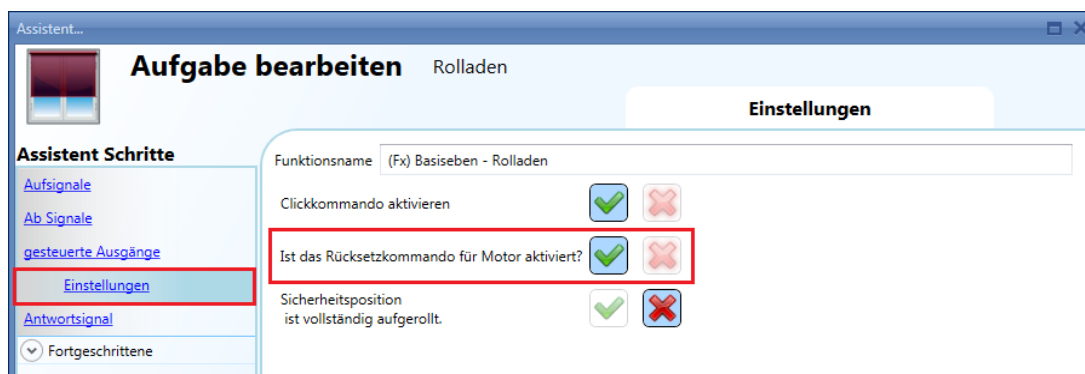 Assistent...
Aufgabe bearbeiten Rolladen
Einstellungen
Assistent Schritte
Aufsignale
Ab Signale
gesteuerte Ausgänge
Einstellungen
Antwortsignal
Fortgeschrittene
Funktionsname (Fx) Basiseben - Rolladen
Clickkommando aktivieren
Ist das Rücksetzkommando für Motor aktiviert?
Sicherheitsposition
ist vollständig aufgerollt.